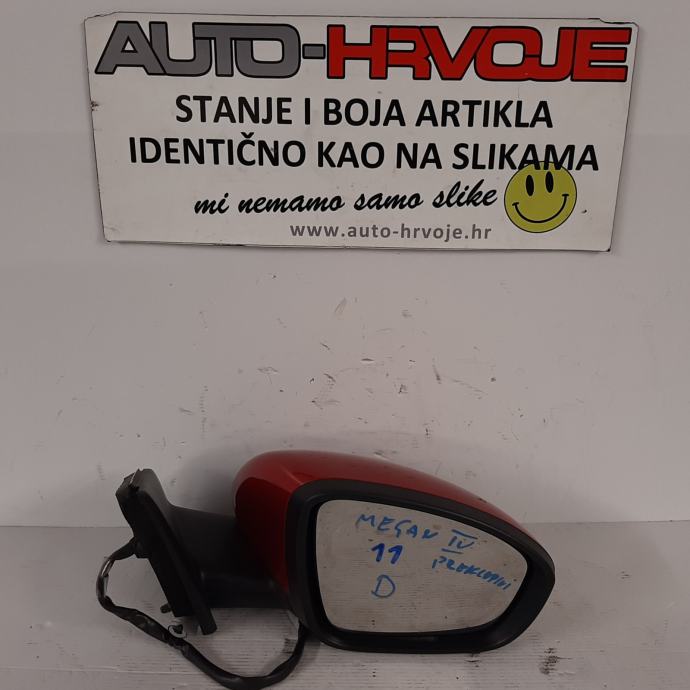 AUTO-HRVOJE
STANJE I BOJA ARTIKLA
IDENTIČNO KAO NA SLIKAMA
mi nemamo samo slike
www.auto-hrvoje.hr
MEGAN IV
11 PREKLOPIVI
D